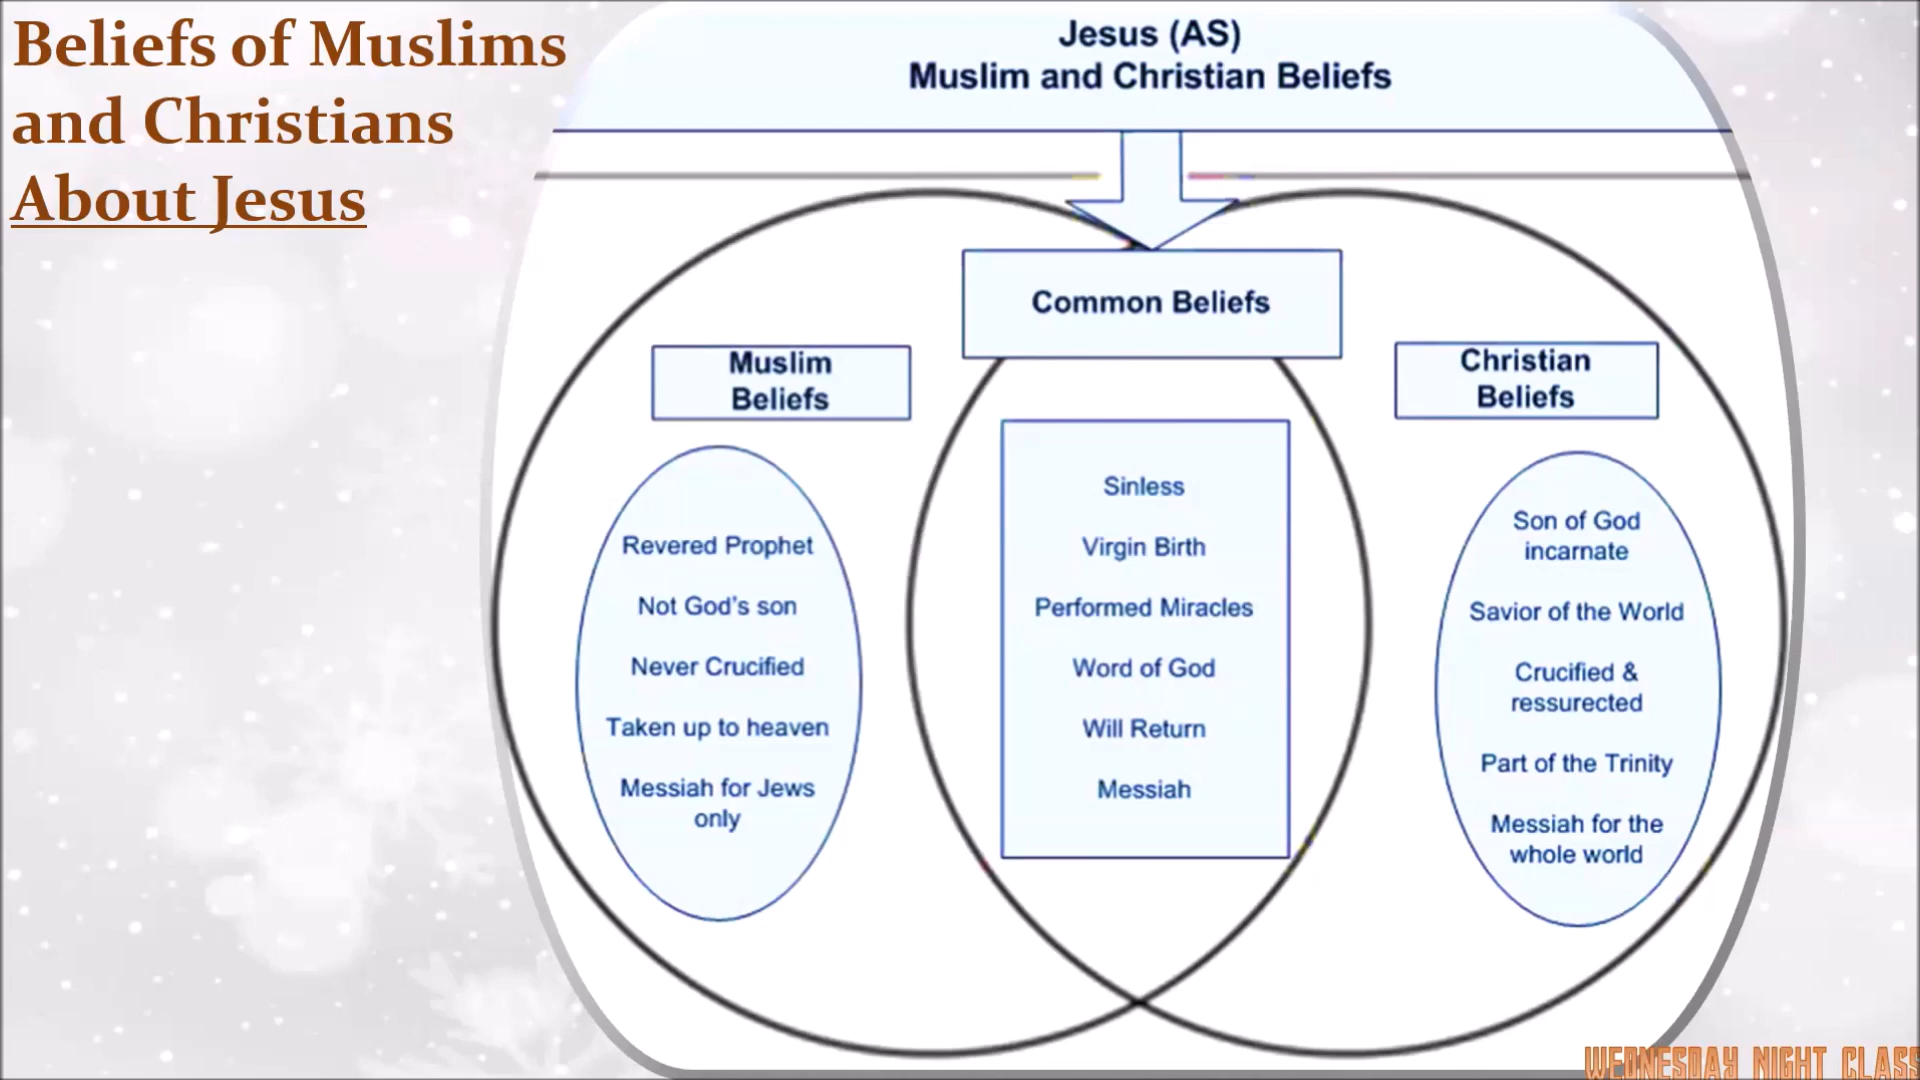 Beliefs of Muslims
and Christians
About Jesus
Jesus (AS)
Muslim and Christian Beliefs
Common Beliefs
Muslim
Beliefs
Revered Prophet
Not God's son
Never Crucified
Taken up to heaven
Messiah for Jews
only
Sinless
Virgin Birth
Performed Miracles
Word of God
Will Return
Messiah
Christian
Beliefs
Son of God
incarnate
Savior of the World
Crucified &
ressurected
Part of the Trinity
Messiah for the
whole world
WEDNESDAY NIGHT CLASS